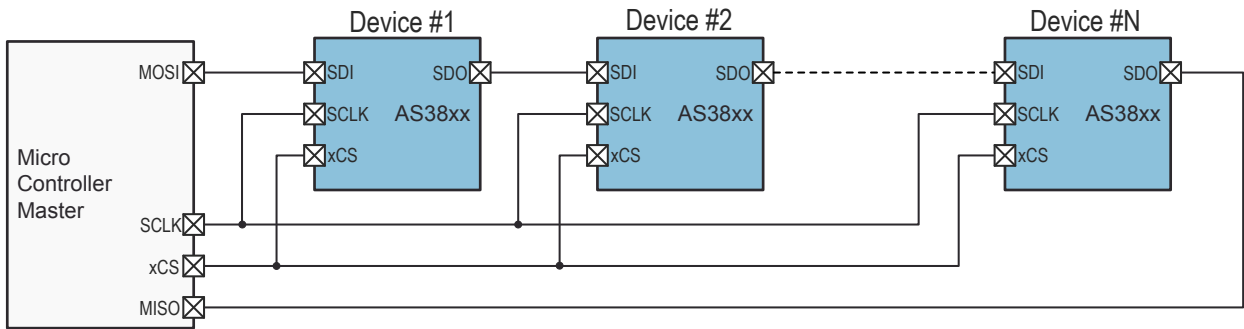 Device #1
Device #2
Device #N
MOSI
SDI
SDO
SDI
SDO
SDI
SDO
SCLK
AS38xx
SCLK
AS38xx
SCLK
AS38xx
xCS
xCS
xCS
Micro
Controller
Master
SCLK
xCS
MISO